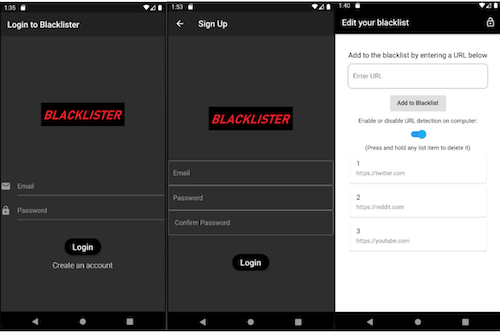 1:35
Login to Blacklister
BLACKLISTER
Email
Password
Login
Create an account
1:53
Sign Up
BLACKLISTER
Email
Password
Confirm Password
Login
1:40
Edit your blacklist
Add to the blacklist by entering a URL below
Enter URL
Add to Blacklist
Enable or disable URL detection on computer:
(Press and hold any list item to delete it)
1
https://twitter.com
2
https://reddit.com
3
https://youtube.com